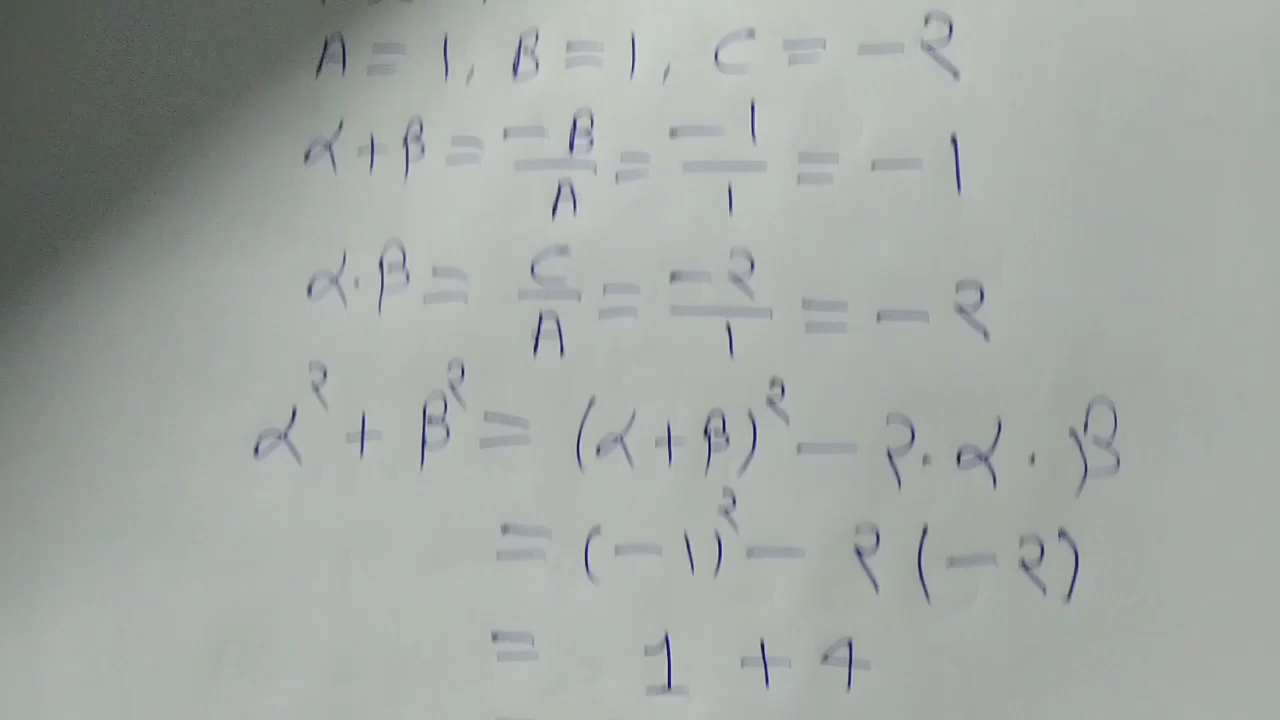 A = 1, B = 1, C = -2
α + β = -B/A = -1/1 = -1
α.β = C/A = -2/1 = -2
α² + β² = (α + β)² - 2.α.β
= (-1)² - 2(-2)
= 1 + 4